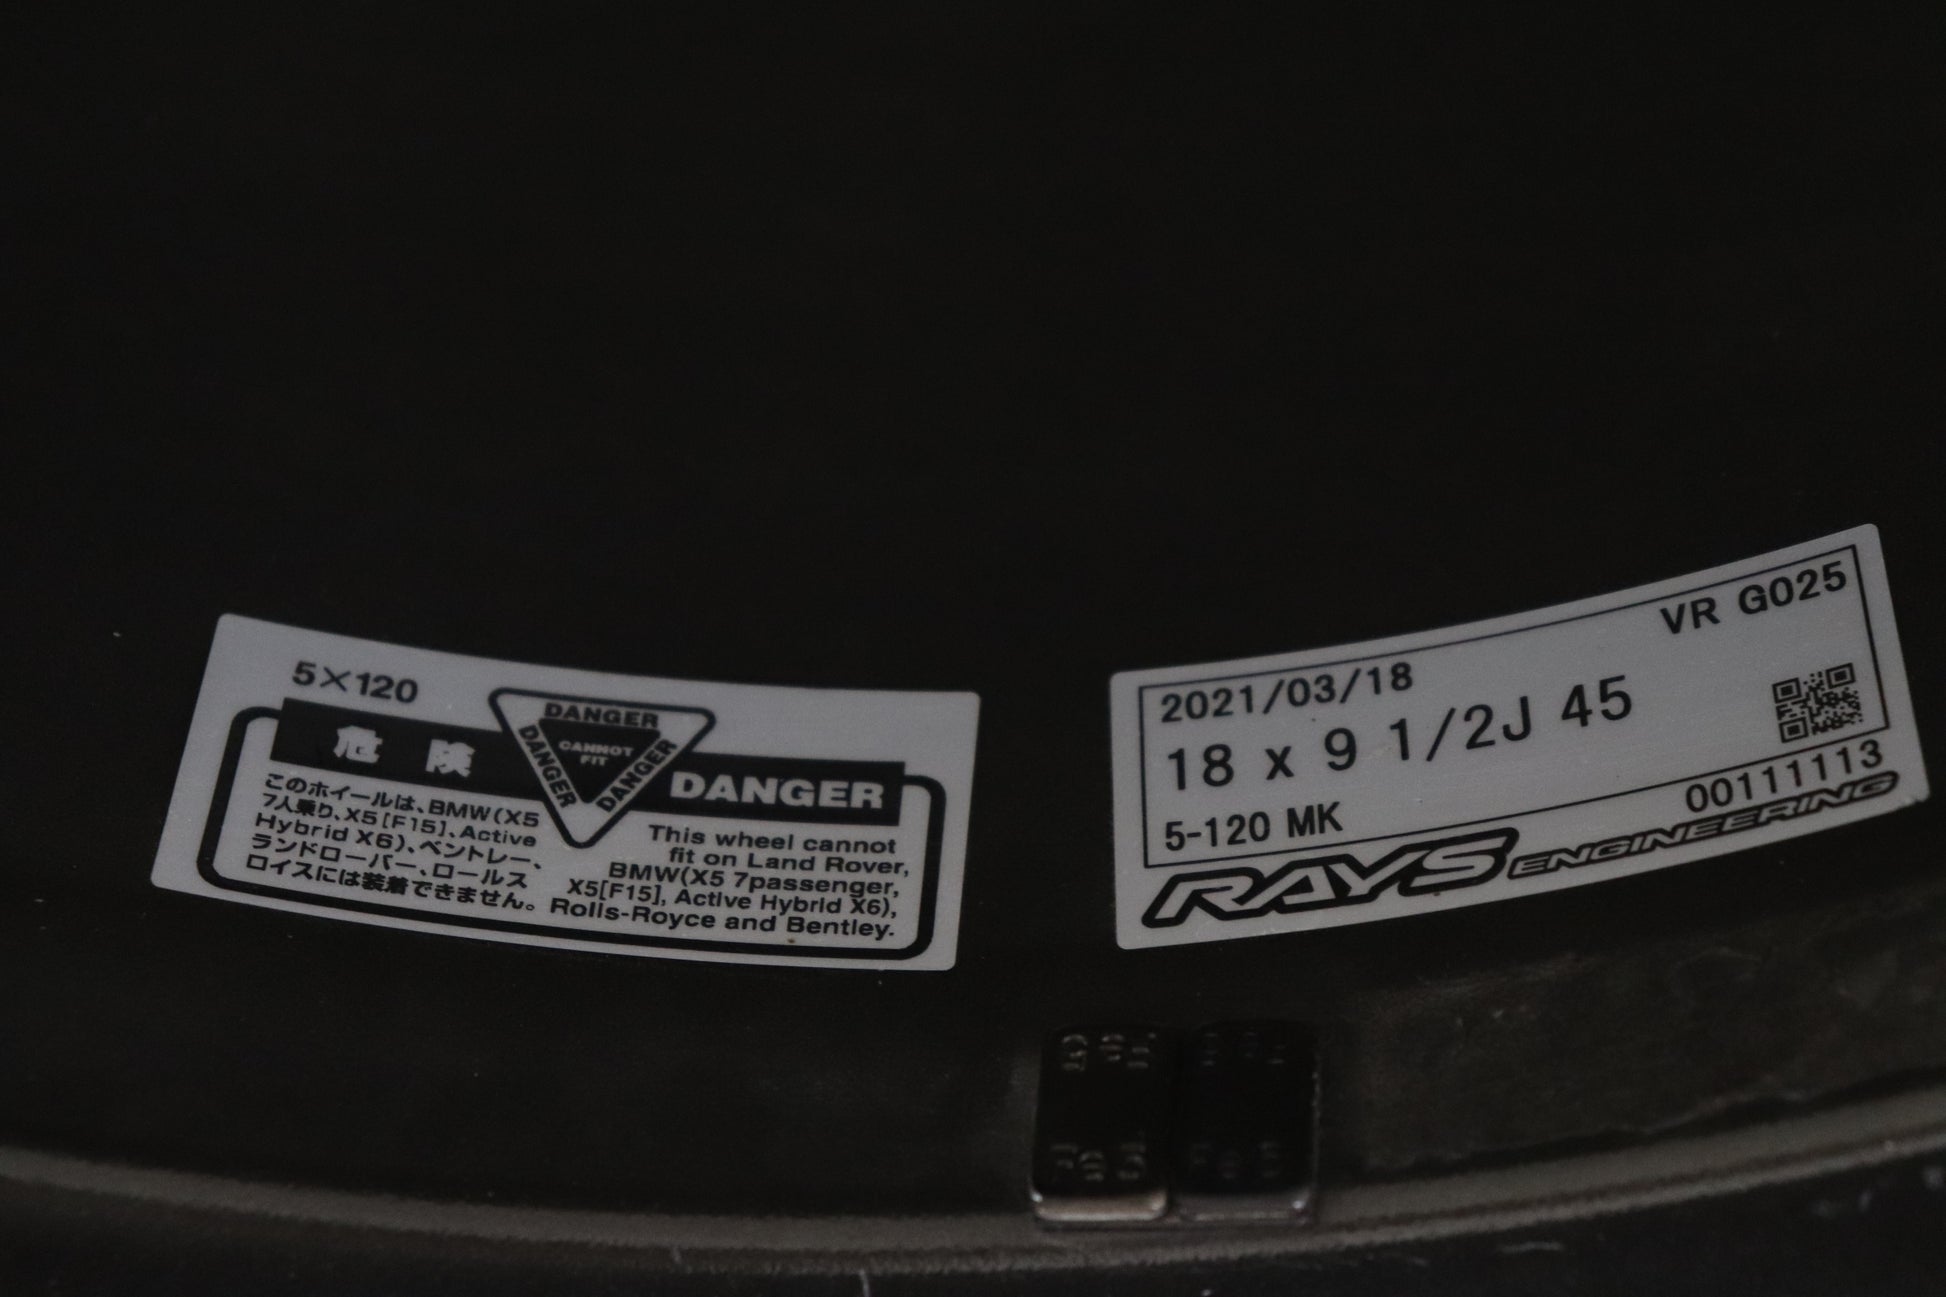 5×120
危険
DANGER
DANGER
DANGER
CANNOT
FIT
DANGER
このホイールは、BMW(X5
7人乗り、X5[F15]、Active
Hybrid X6)、ベントレー、
ランドローバー、ロールス
ロイスには装着できません。
This wheel cannot
fit on Land Rover,
BMW(X5 7passenger,
X5[F15], Active Hybrid X6),
Rolls-Royce and Bentley.
VR G025
2021/03/18
18 x 9 1/2J 45
5-120 MK
00111113
RAYS ENGINEERING